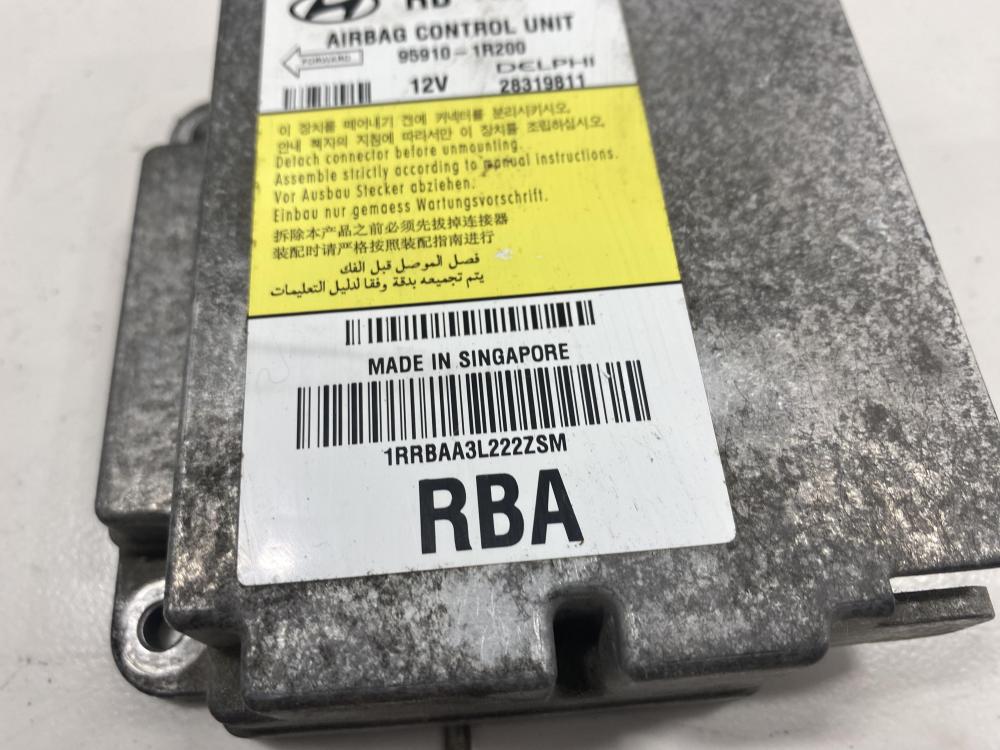 RB
AIRBAG CONTROL UNIT
FORWARD
95910-1R200
DELPHI
12V
28319811
이 장치를 떼어내기 전에 커넥터를 분리시키시오.
안내 책자의 지침에 따라서만 이 장치를 조립하십시오.
Detach connector before unmounting.
Assemble strictly according to manual instructions.
Vor Ausbau Stecker abziehen.
Einbau nur gemaess Wartungsvorschrift.
拆除本产品之前必须先拔掉连接器
装配时请严格按照装配指南进行
فصل الموصل قبل الفك
يتم تجميعه بدقة وفقا لدليل التعليمات
MADE IN SINGAPORE
1RRBAA3L222ZSM
RBA